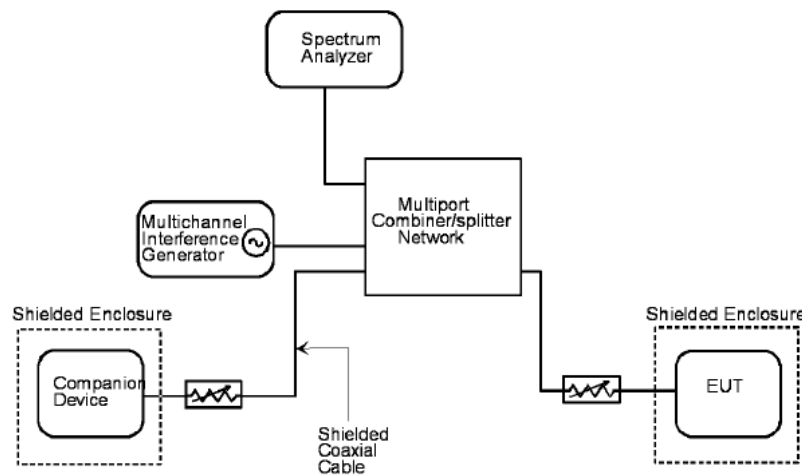 Spectrum
Analyzer
Multiport
Combiner/splitter
Network
Multichannel
Interference
Generator
Shielded Enclosure
Companion
Device
Shielded
Coaxial
Cable
Shielded Enclosure
EUT